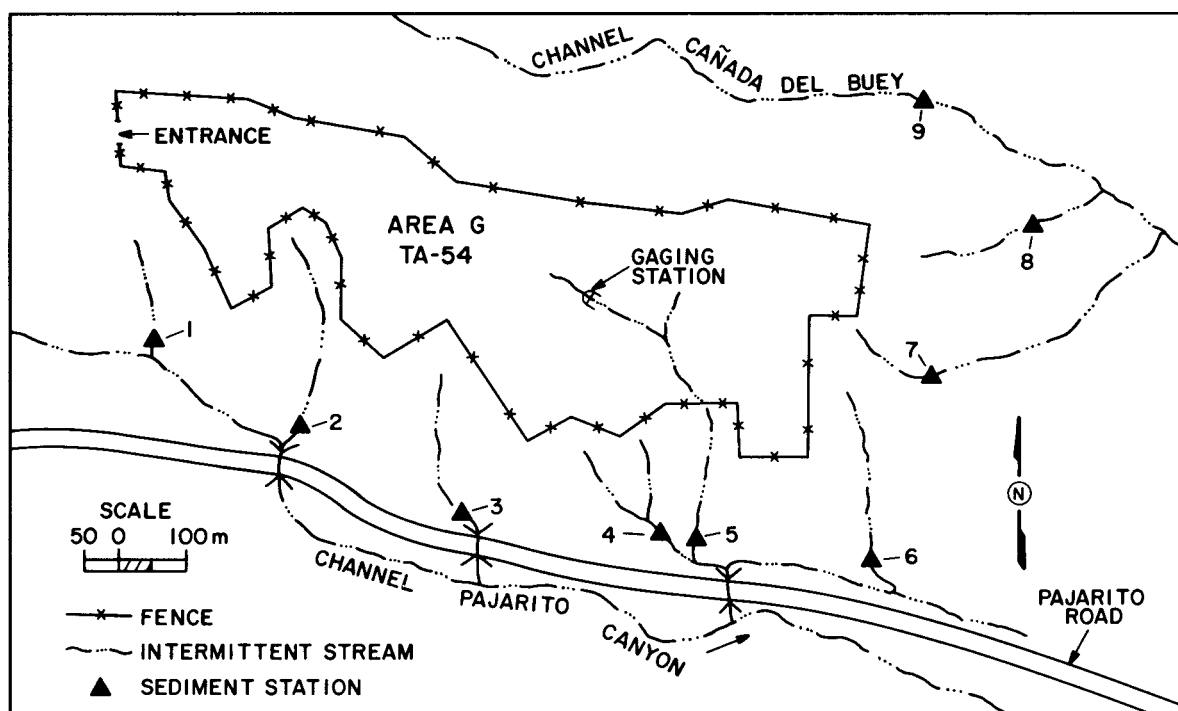 CHANNEL CAÑADA DEL BUEY
9
ENTRANCE
AREA G
TA-54
GAGING
STATION
8
1
7
2
3
4
5
6
N
SCALE
50 0 100 m
CHANNEL PAJARITO CANYON
PAJARITO
ROAD
FENCE
INTERMITTENT STREAM
SEDIMENT STATION